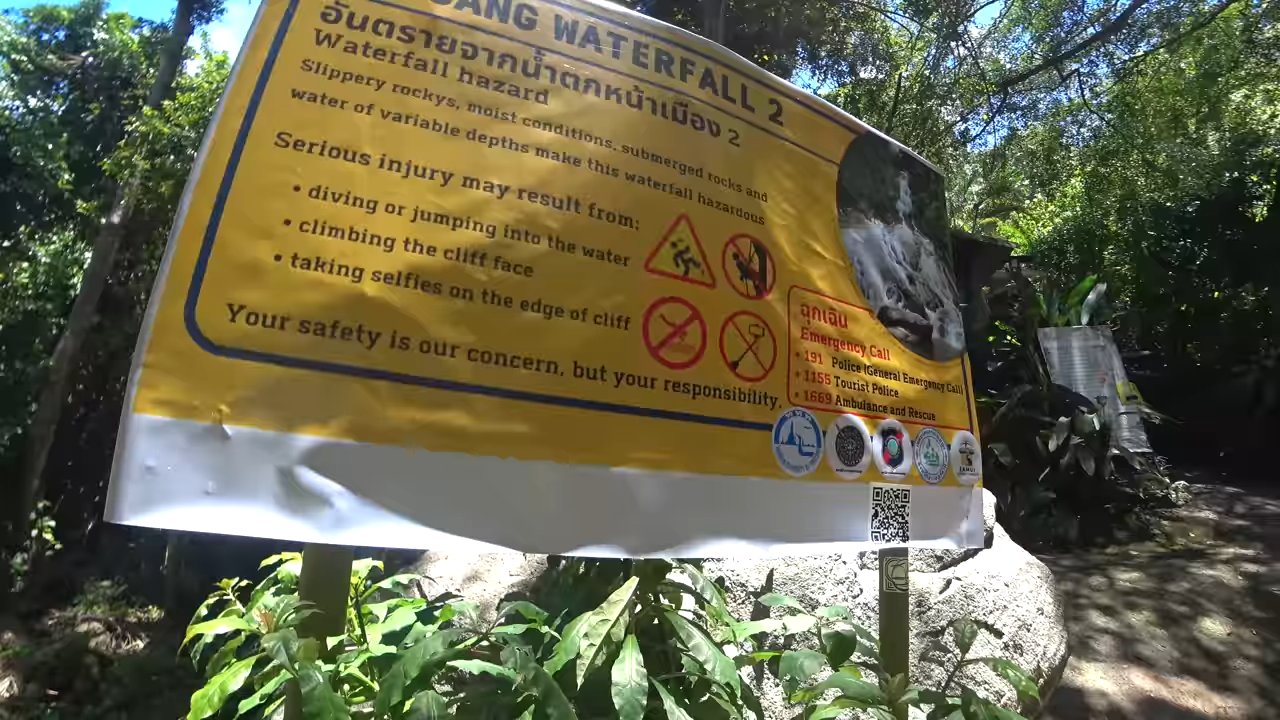 WATERFALL 2
อันตรายจากน้ำตกหน้าเมือง 2
Waterfall hazard
Slippery rockys, moist conditions, submerged rocks and
water of variable depths make this waterfall hazardous
Serious injury may result from:
• diving or jumping into the water
• climbing the cliff face
• taking selfies on the edge of cliff
Your safety is our concern, but your responsibility.
ฉุกเฉิน
Emergency Call
• 191 Police (General Emergency Call)
• 1155 Tourist Police
• 1669 Ambulance and Rescue